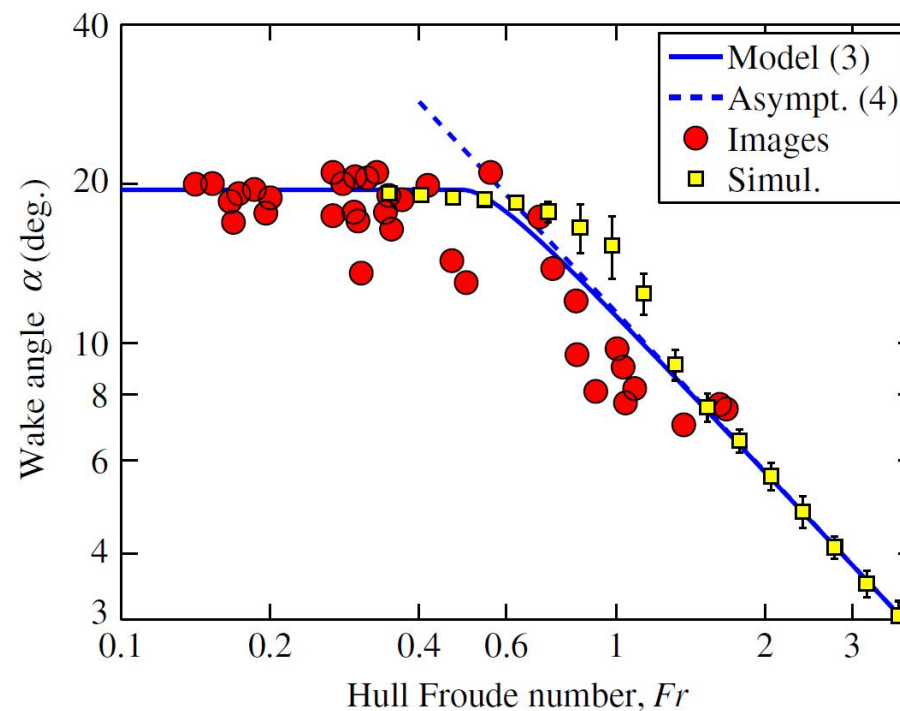 40
20
10
8
6
4
3
Wake angle α (deg.)
Model (3)
Asympt. (4)
Images
Simul.
0.1 0.2 0.4 0.6 1 2 3
Hull Froude number, Fr